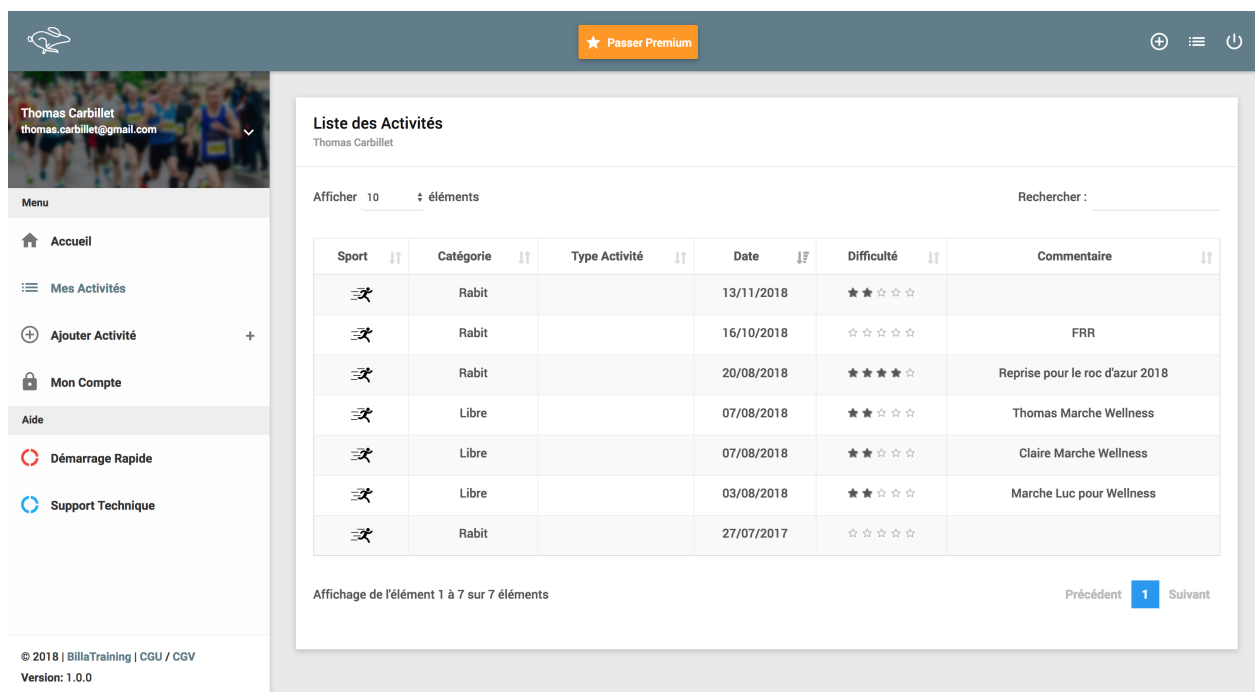 Passer Premium
Thomas Carbillet
thomas.carbillet@gmail.com
Menu
Accueil
Mes Activités
Ajouter Activité +
Mon Compte
Aide
Démarrage Rapide
Support Technique
© 2018 | BillaTraining | CGU / CGV
Version: 1.0.0
Liste des Activités
Thomas Carbillet
Afficher 10 éléments Rechercher :
Sport Catégorie Type Activité Date Difficulté Commentaire
Rabit 13/11/2018
Rabit 16/10/2018 FRR
Rabit 20/08/2018 Reprise pour le roc d'azur 2018
Libre 07/08/2018 Thomas Marche Wellness
Libre 07/08/2018 Claire Marche Wellness
Libre 03/08/2018 Marche Luc pour Wellness
Rabit 27/07/2017
Affichage de l'élément 1 à 7 sur 7 éléments Précédent 1 Suivant